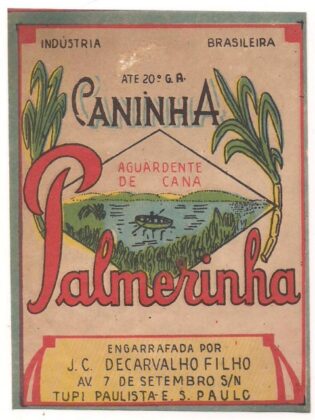 INDÚSTRIA BRASILEIRA
ATE 20° G.A.
CANINHA
AGUARDENTE
DE CANA
Palmerinha
ENGARRAFADA POR
J.C. DECARVALHO FILHO
AV. 7 DE SETEMBRO S/N
TUPI PAULISTA-E. S. PAULO